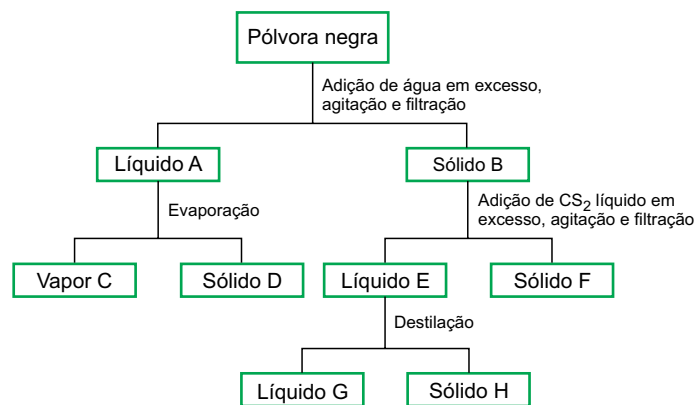 Pólvora negra
Adição de água em excesso,
agitação e filtração
Líquido A
Sólido B
Evaporação
Adição de CS2 líquido em
excesso, agitação e filtração
Vapor C
Sólido D
Líquido E
Sólido F
Destilação
Líquido G
Sólido H